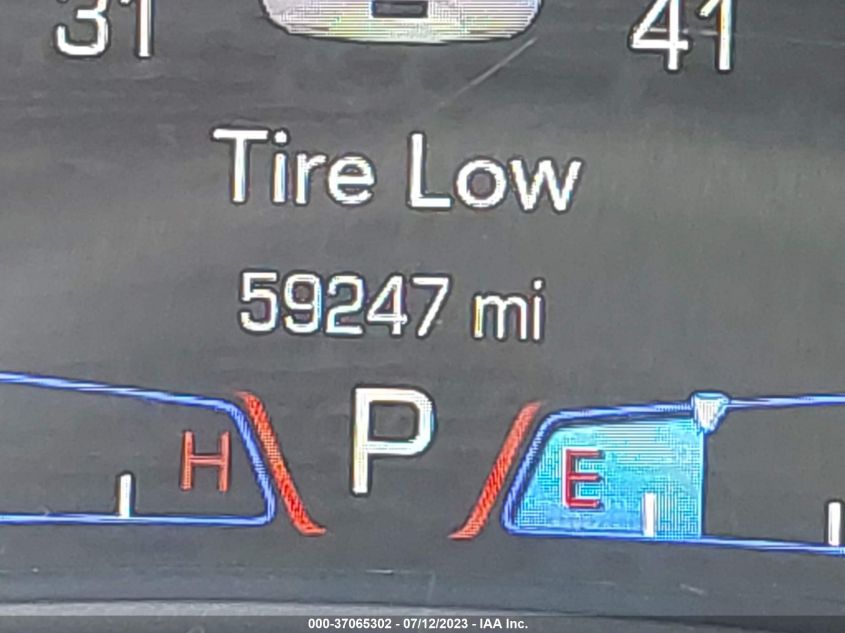 31 41
Tire Low
59247 mi
P
H E
000-37065302 - 07/12/2023 - IAA Inc.